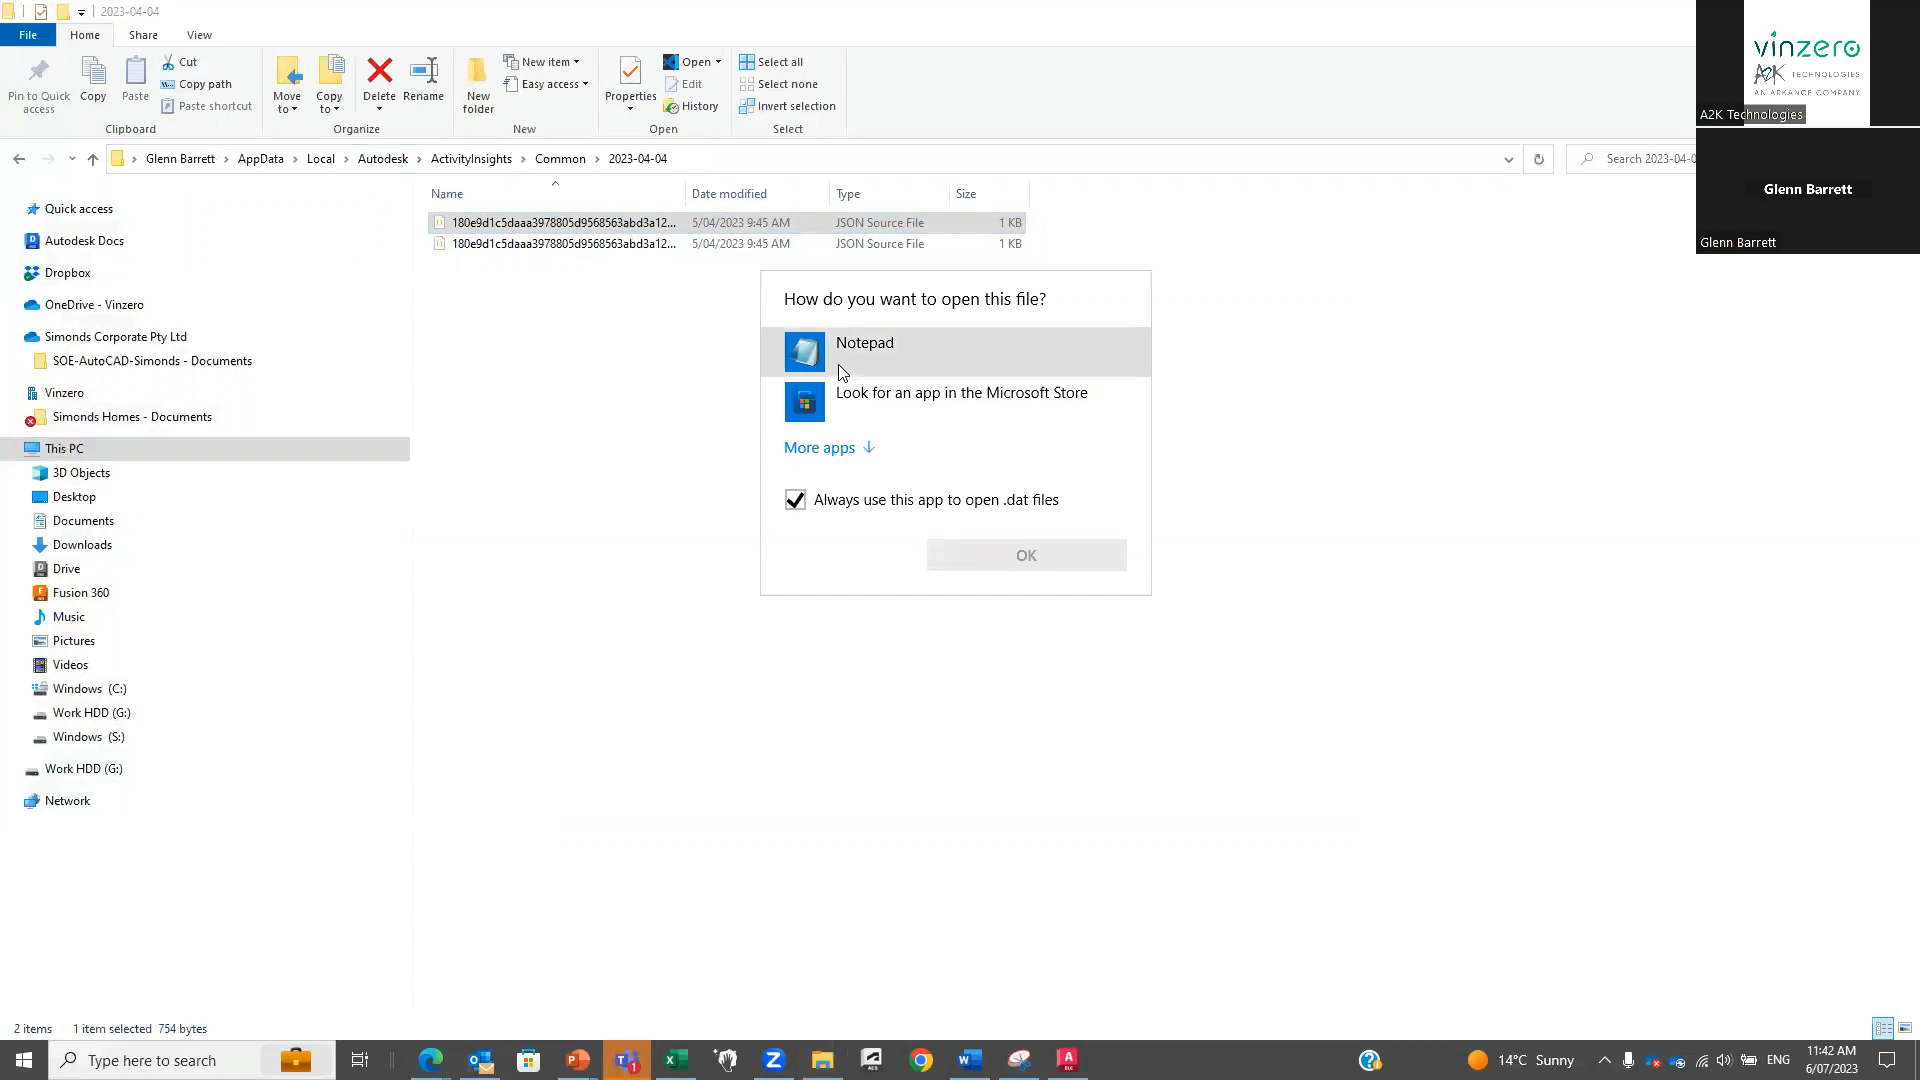 2023-04-04
File
Home
Share
View
Pin to Quick access
Copy
Paste
Cut
Copy path
Paste shortcut
Clipboard
Move to
Copy to
Delete
Rename
Organize
New folder
New item
Easy access
New
Properties
Open
Edit
History
Open
Select all
Select none
Invert selection
Select
Glenn Barrett
AppData
Local
Autodesk
ActivityInsights
Common
2023-04-04
Search 2023-04-0
vinzero
A2K TECHNOLOGIES
AN ARKANCE COMPANY
A2K Technologies
Glenn Barrett
Glenn Barrett
Quick access
Autodesk Docs
Dropbox
OneDrive - Vinzero
Simonds Corporate Pty Ltd
SOE-AutoCAD-Simonds - Documents
Vinzero
Simonds Homes - Documents
This PC
3D Objects
Desktop
Documents
Downloads
Drive
Fusion 360
Music
Pictures
Videos
Windows (C:)
Work HDD (G:)
Windows (S:)
Work HDD (G:)
Network
Name
Date modified
Type
Size
180e9d1c5daaa3978805d9568563abd3a12... 5/04/2023 9:45 AM JSON Source File 1 KB
180e9d1c5daaa3978805d9568563abd3a12... 5/04/2023 9:45 AM JSON Source File 1 KB
How do you want to open this file?
Notepad
Look for an app in the Microsoft Store
More apps
Always use this app to open .dat files
OK
2 items
1 item selected 754 bytes
Type here to search
14°C Sunny
ENG
11:42 AM
6/07/2023